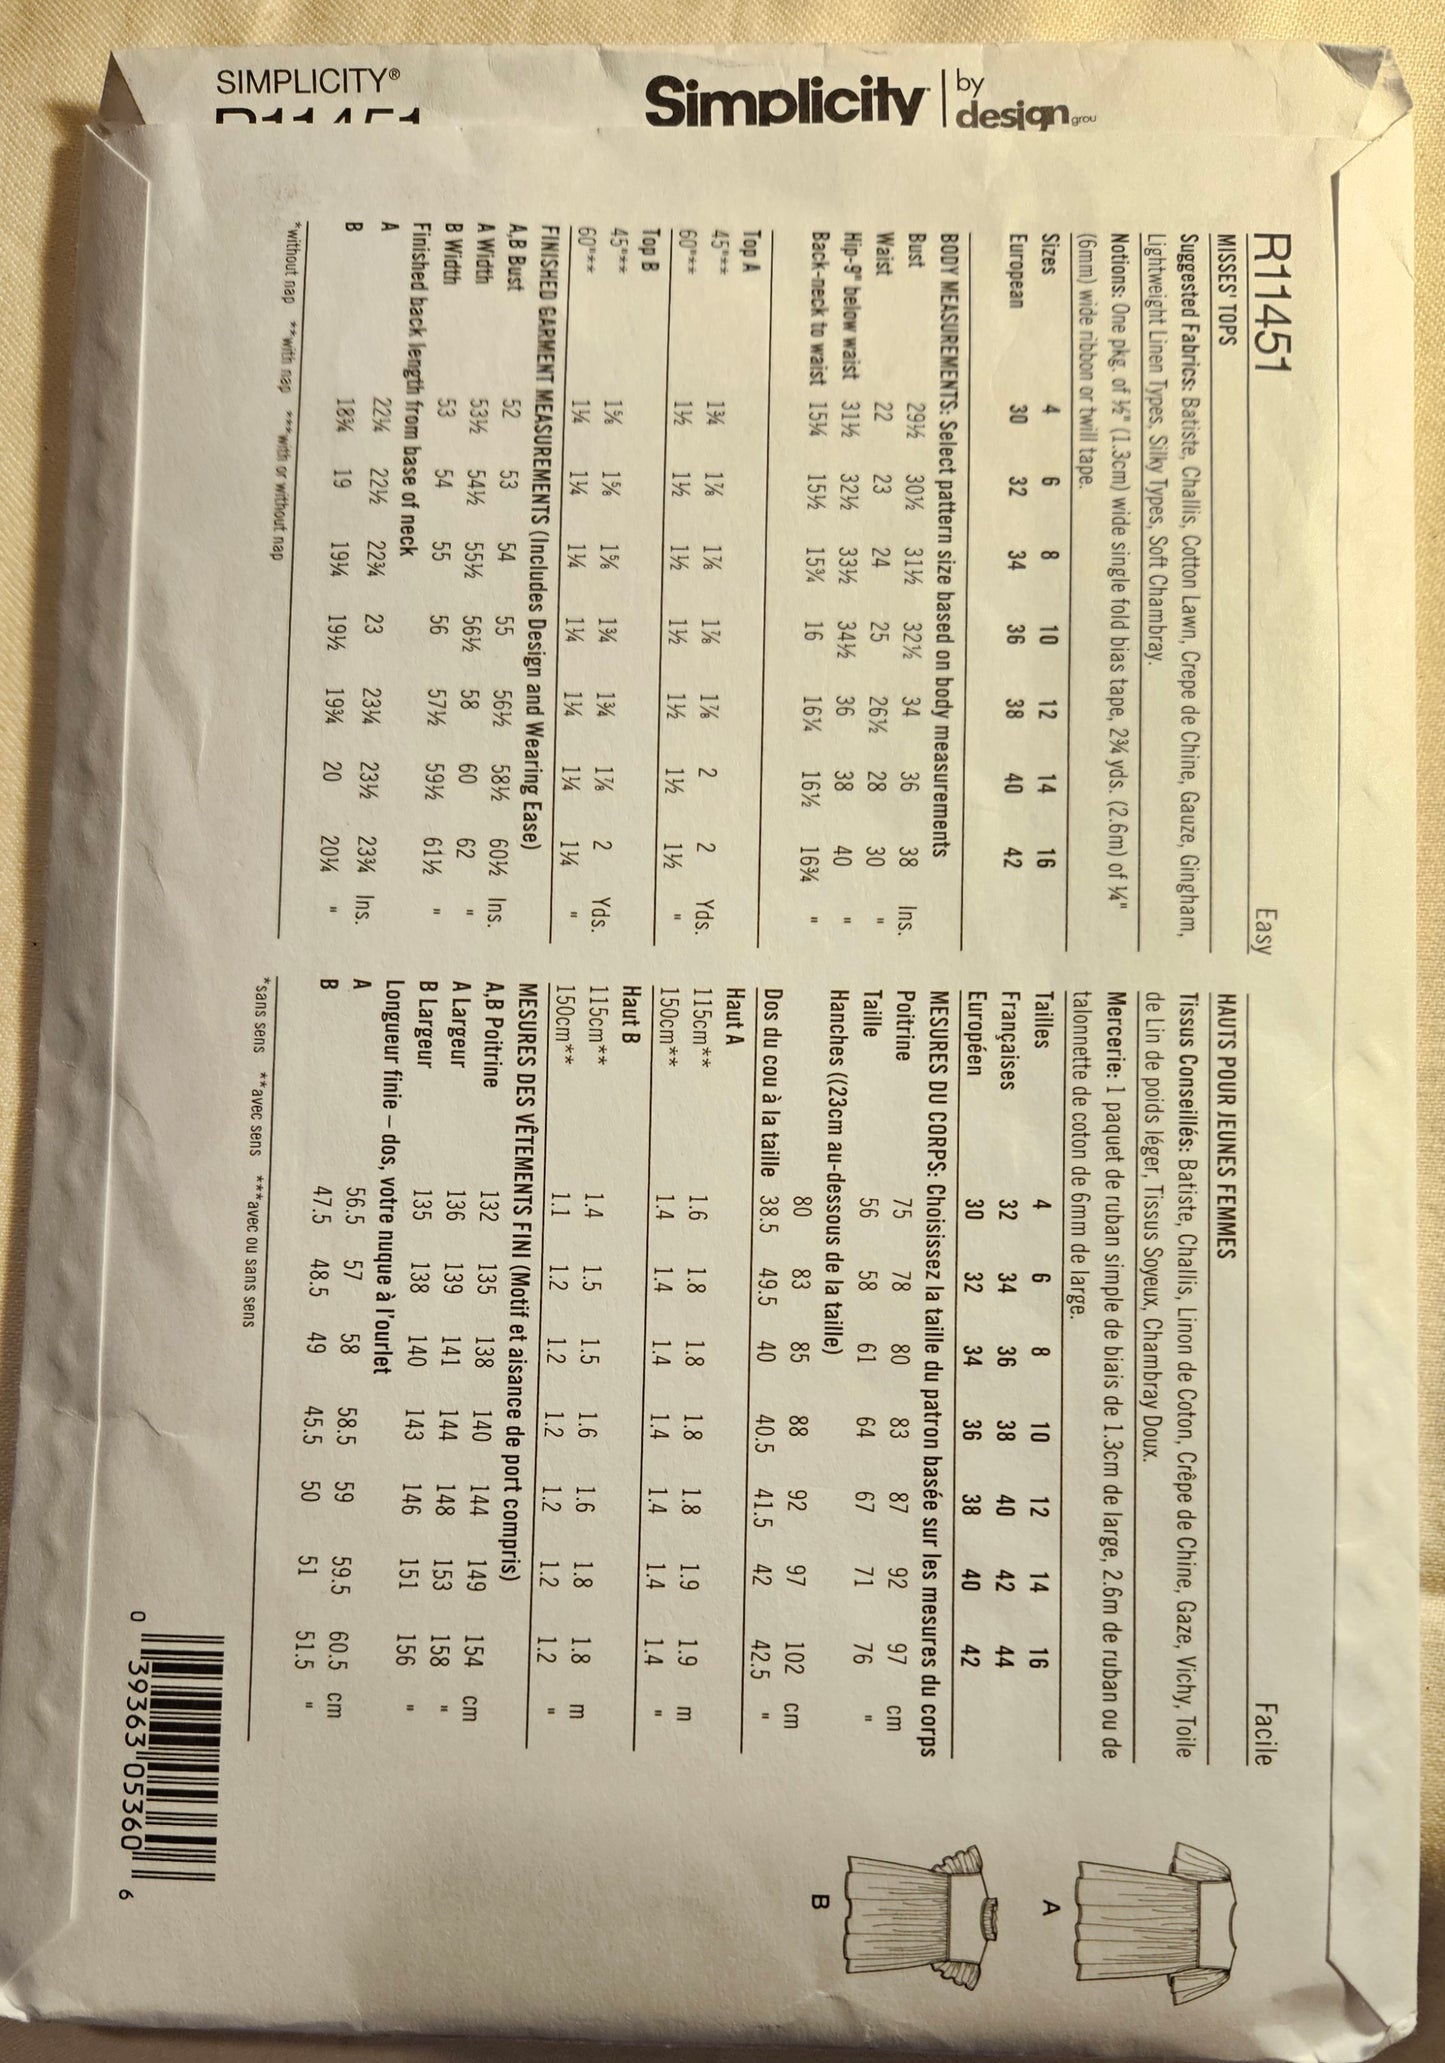 SIMPLICITY®
Simplicity | by design grou
R11451 Easy
MISSES' TOPS
Suggested Fabrics: Batiste, Challis, Cotton Lawn, Crepe de Chine, Gauze, Gingham,
Lightweight Linen Types, Silky Types, Soft Chambray.
Notions: One pkg. of ½" (1.3cm) wide single fold bias tape, 2¾ yds. (2.6m) of ¼"
(6mm) wide ribbon or twill tape.
Sizes 4 6 8 10 12 14 16
European 30 32 34 36 38 40 42
BODY MEASUREMENTS: Select pattern size based on body measurements
Bust 29½ 30½ 31½ 32½ 34 36 38 Ins.
Waist 22 23 24 25 26½ 28 30 "
Hip-9" below waist 31½ 32½ 33½ 34½ 36 38 40 "
Back-neck to waist 15¼ 15½ 15¾ 16 16¼ 16½ 16¾ "
Top A
45"** 1¾ 1⅞ 1⅞ 1⅞ 1⅞ 2 2 Yds.
60"** 1½ 1½ 1½ 1½ 1½ 1½ 1½ "
Top B
45"** 1⅝ 1⅝ 1⅝ 1¾ 1¾ 1⅞ 2 Yds.
60"** 1¼ 1¼ 1¼ 1¼ 1¼ 1¼ 1¼ "
FINISHED GARMENT MEASUREMENTS (Includes Design and Wearing Ease)
A,B Bust 52 53 54 55 56½ 58½ 60½ Ins.
A Width 53½ 54½ 55½ 56½ 58 60 62 "
B Width 53 54 55 56 57½ 59½ 61½ "
Finished back length from base of neck
A 22¼ 22½ 22¾ 23 23¼ 23½ 23¾ Ins.
B 18¾ 19 19¼ 19½ 19¾ 20 20¼ "
*without nap **with nap ***with or without nap
Facile
HAUTS POUR JEUNES FEMMES
Tissus Conseillés: Batiste, Challis, Linon de Coton, Crêpe de Chine, Gaze, Vichy, Toile
de Lin de poids léger, Tissus Soyeux, Chambray Doux.
Mercerie: 1 paquet de ruban simple de biais de 1.3cm de large, 2.6m de ruban ou de
talonnette de coton de 6mm de large.
Tailles 4 6 8 10 12 14 16
Françaises 32 34 36 38 40 42 44
Européen 30 32 34 36 38 40 42
MESURES DU CORPS: Choisissez la taille du patron basée sur les mesures du corps
Poitrine 75 78 80 83 87 92 97 cm
Taille 56 58 61 64 67 71 76 "
Hanches ((23cm au-dessous de la taille)
80 83 85 88 92 97 102 cm
Dos du cou à la taille 38.5 49.5 40 40.5 41.5 42 42.5 "
Haut A
115cm** 1.6 1.8 1.8 1.8 1.8 1.9 1.9 m
150cm** 1.4 1.4 1.4 1.4 1.4 1.4 1.4 "
Haut B
115cm** 1.4 1.5 1.5 1.6 1.6 1.8 1.8 m
150cm** 1.1 1.2 1.2 1.2 1.2 1.2 1.2 "
MESURES DES VÊTEMENTS FINI (Motif et aisance de port compris)
A,B Poitrine 132 135 138 140 144 149 154 cm
A Largeur 136 139 141 144 148 153 158 "
B Largeur 135 138 140 143 146 151 156 "
Longueur finie – dos, votre nuque à l'ourlet
A 56.5 57 58 58.5 59 59.5 60.5 cm
B 47.5 48.5 49 45.5 50 51 51.5 "
*sans sens **avec sens ***avec ou sans sens
A
B
0 39363 05360 6